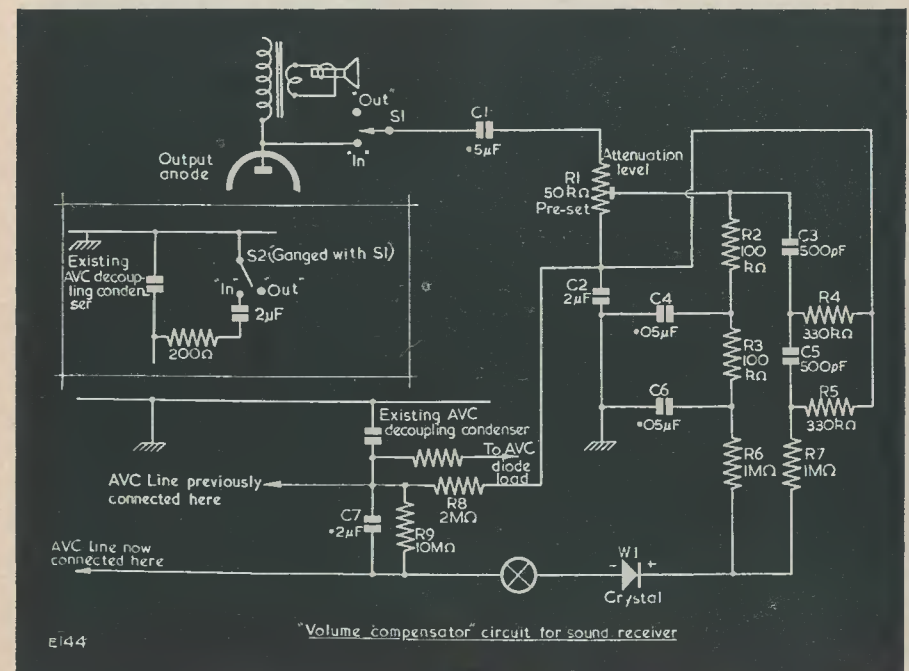 "Out"
S1
"In"
Output
anode
C1
·5µF
Attenuation
level
R1
50RΩ
Pre-set
R2
100
RΩ
C3
500pF
Existing
AVC decoup-
ling conden-
ser
S2 (Ganged with S1)
"In"
"Out"
2µF
200Ω
C2
2µF
C4
·05µF
R4
330RΩ
R3
100
RΩ
C5
500pF
C6
·05µF
R5
330RΩ
Existing AVC
decoupling condenser
To AVC
diode
load
R6
1MΩ
R7
1MΩ
AVC Line previously
connected here
R8
2MΩ
C7
·2µF
R9
10MΩ
AVC Line now
connected here
W1
- +
Crystal
"Volume compensator" circuit for sound receiver
E144